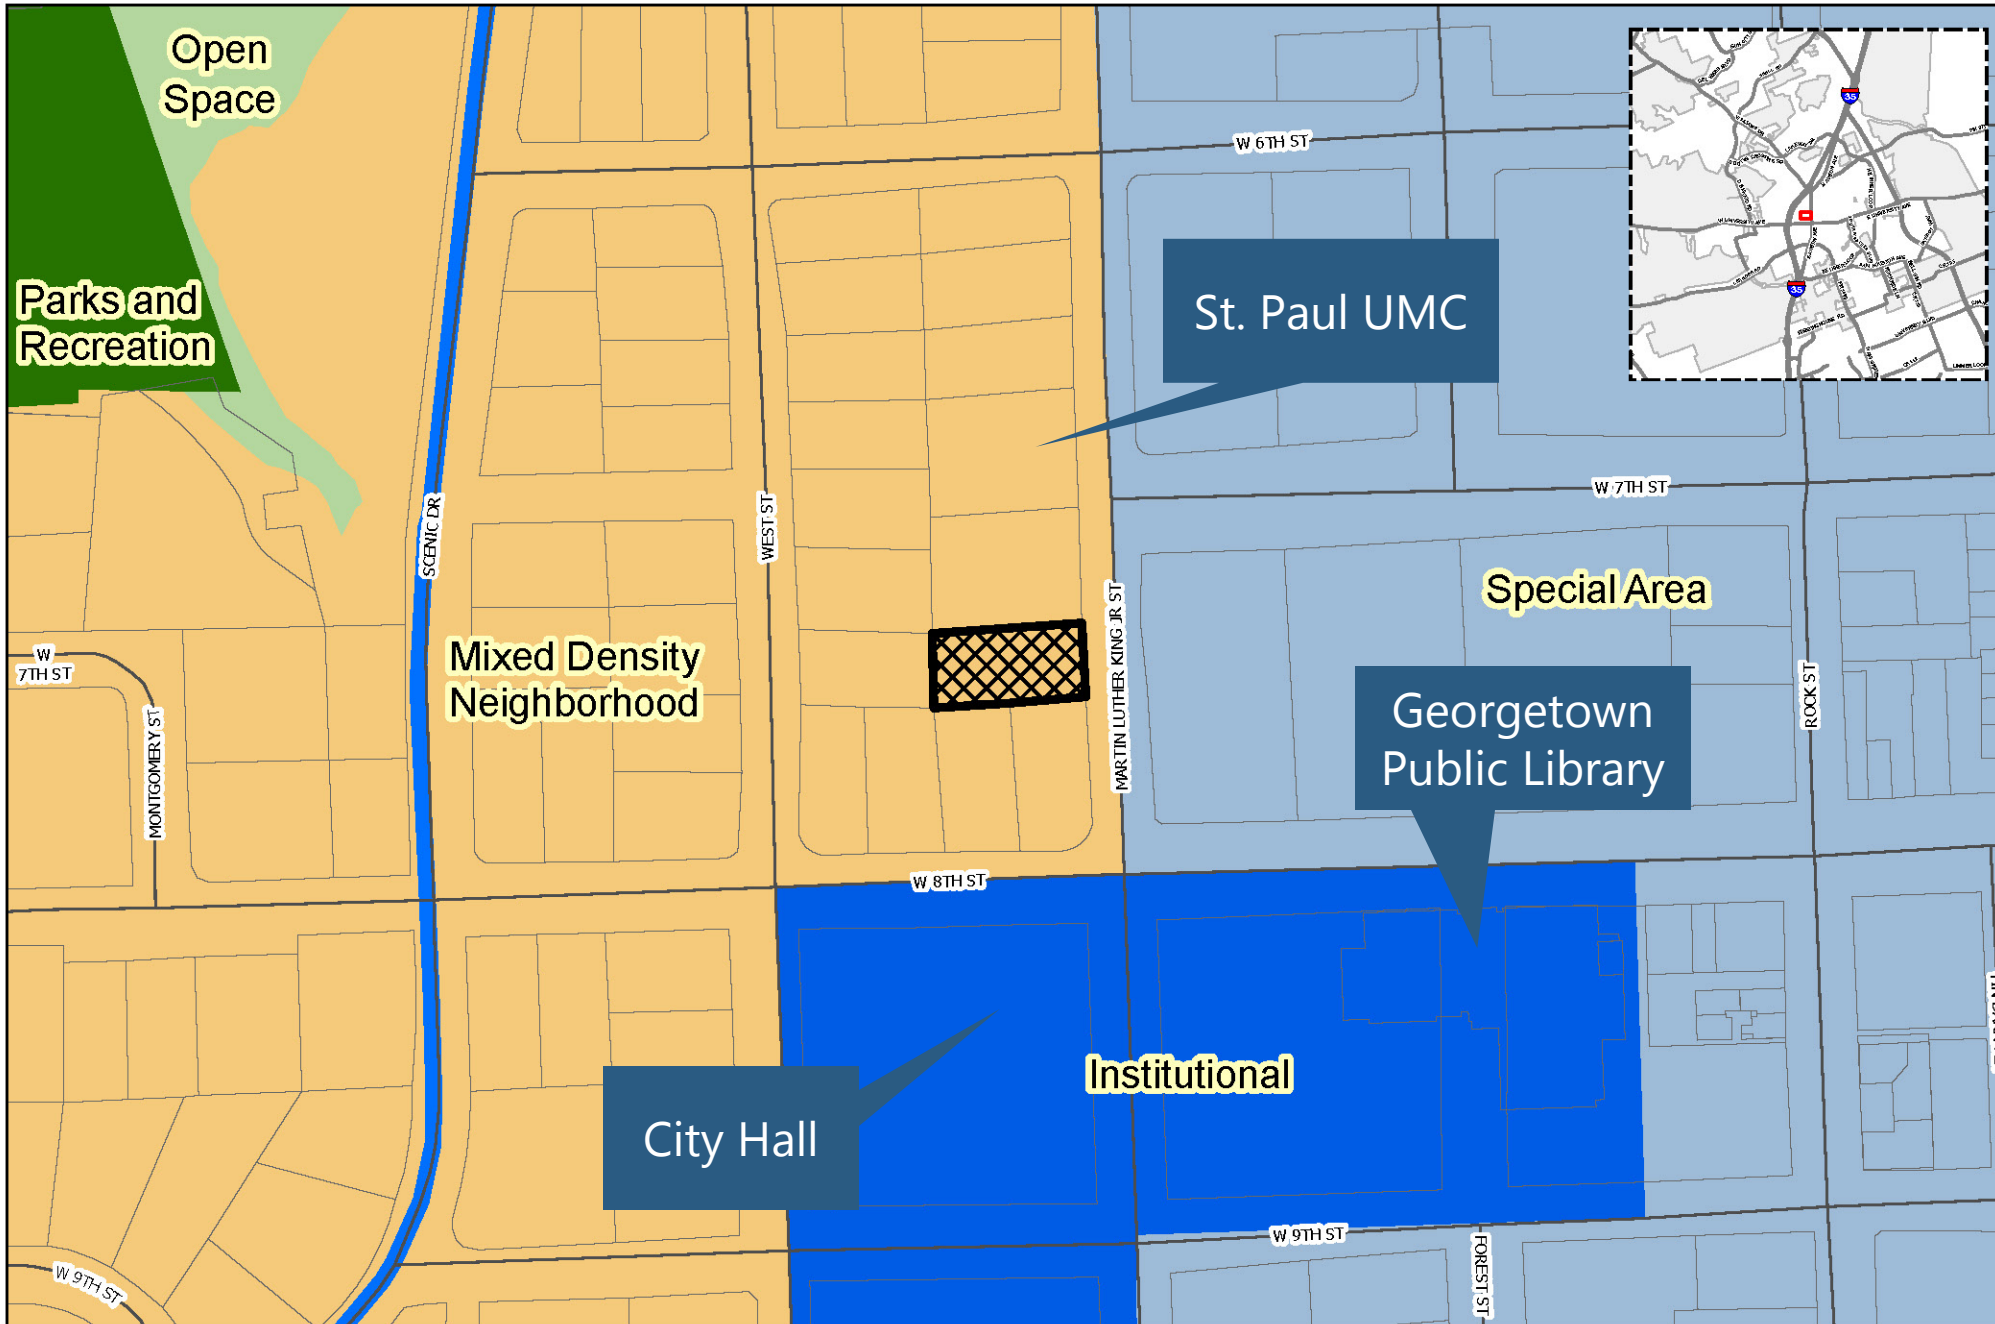 Open
Space
Parks and
Recreation
W 6TH ST
35
35
St. Paul UMC
W 7TH ST
SCENIC DR
WEST ST
MARTIN LUTHER KING JR ST
Special Area
Mixed Density
Neighborhood
W
7TH ST
MONTGOMERY ST
ROCK ST
Georgetown
Public Library
W 8TH ST
Institutional
City Hall
W 9TH ST
FOREST ST
W 9TH ST